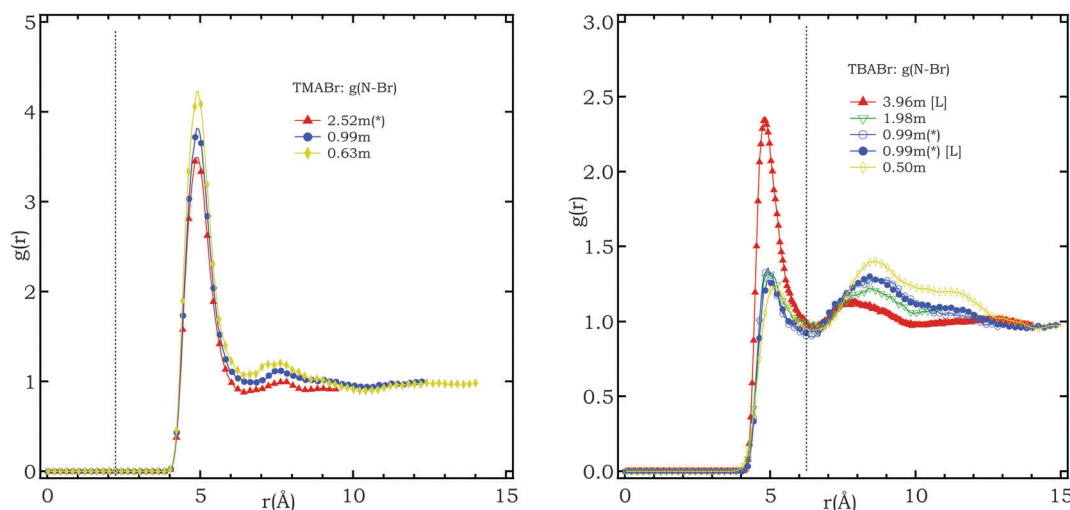 TMABr: g(N-Br)
2.52m(*)
0.99m
0.63m
g(r)
5
4
3
2
1
0
0 5 10 15
r(Å)
TBABr: g(N-Br)
3.96m [L]
1.98m
0.99m(*)
0.99m(*) [L]
0.50m
g(r)
3.0
2.5
2.0
1.5
1.0
0.5
0.0
0 5 10 15
r(Å)